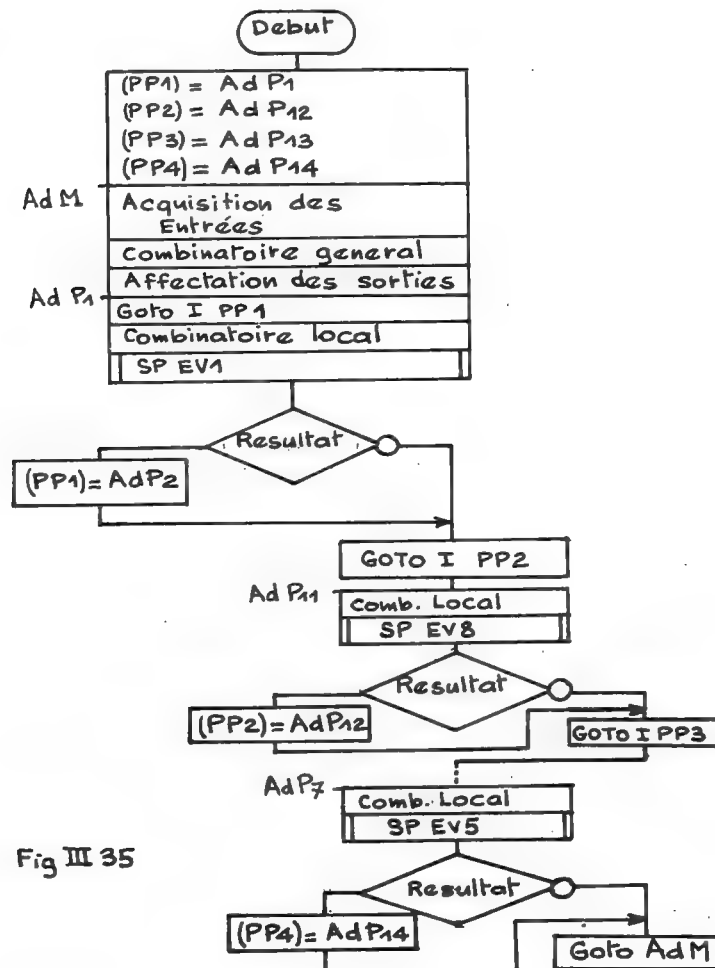 Debut
(PP1) = Ad P1
(PP2) = Ad P12
(PP3) = Ad P13
(PP4) = Ad P14
Ad M
Acquisition des
Entrées
Combinatoire general
Affectation des sorties
Ad P1
Goto I PP1
Combinatoire local
SP EV1
Resultat
(PP1) = AdP2
GOTO I PP2
Ad P11
Comb. Local
SP EV8
Resultat
(PP2) = AdP12
GOTO I PP3
Ad P7
Comb. Local
SP EV5
Fig III 35
Resultat
(PP4) = AdP14
Goto AdM